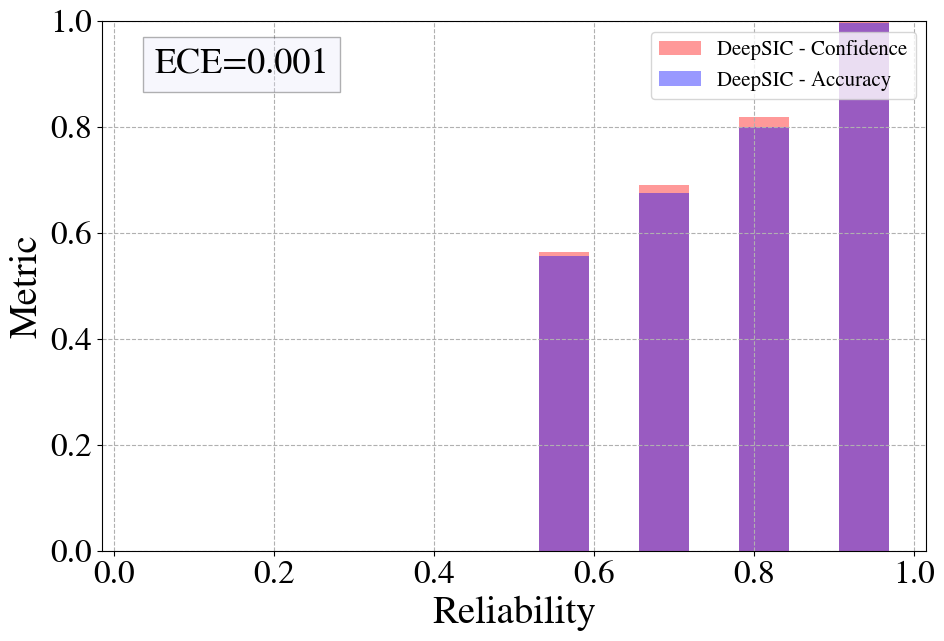 ECE=0.001
DeepSIC - Confidence
DeepSIC - Accuracy
Metric
1.0
0.8
0.6
0.4
0.2
0.0
0.0 0.2 0.4 0.6 0.8 1.0
Reliability